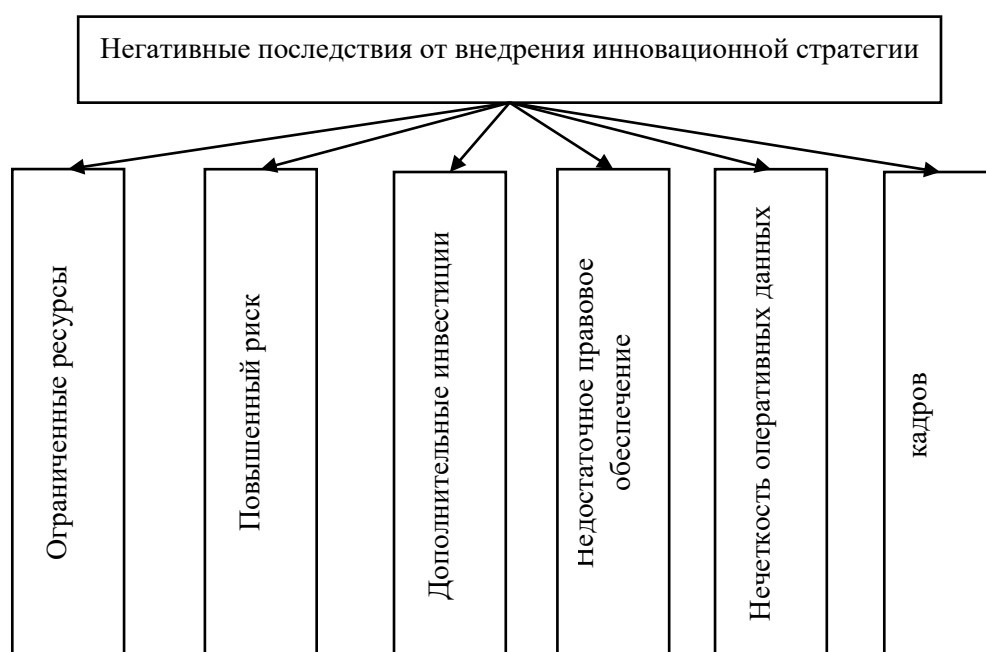 Негативные последствия от внедрения инновационной стратегии
Ограниченные ресурсы
Повышенный риск
Дополнительные инвестиции
Недостаточное правовое
обеспечение
Нечеткость оперативных данных
кадров